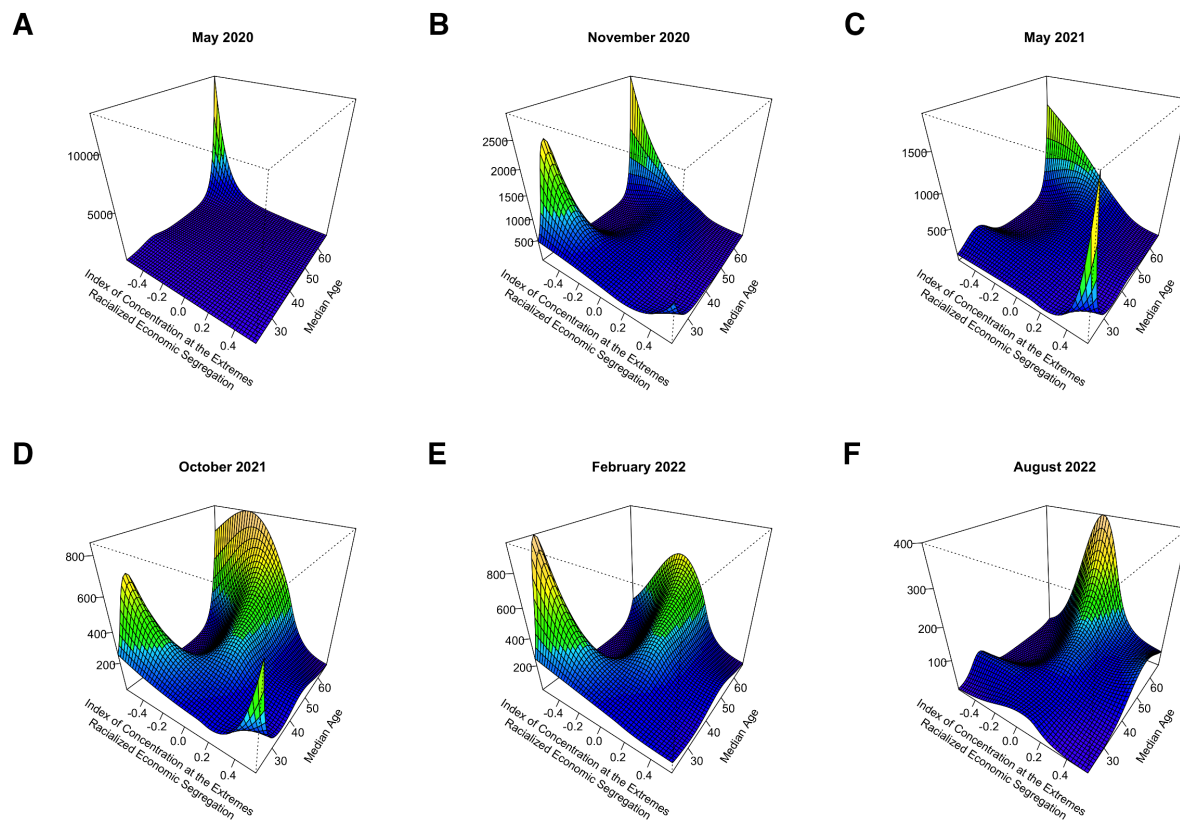 A
May 2020
10000
5000
-0.4
-0.2
0.0
0.2
0.4
30
40
50
60
Index of Concentration at the Extremes
Racialized Economic Segregation
Median Age
B
November 2020
2500
2000
1500
1000
500
-0.4
-0.2
0.0
0.2
0.4
30
40
50
60
Index of Concentration at the Extremes
Racialized Economic Segregation
Median Age
C
May 2021
1500
1000
500
-0.4
-0.2
0.0
0.2
0.4
30
40
50
60
Index of Concentration at the Extremes
Racialized Economic Segregation
Median Age
D
October 2021
800
600
400
200
-0.4
-0.2
0.0
0.2
0.4
30
40
50
60
Index of Concentration at the Extremes
Racialized Economic Segregation
Median Age
E
February 2022
800
600
400
200
-0.4
-0.2
0.0
0.2
0.4
30
40
50
60
Index of Concentration at the Extremes
Racialized Economic Segregation
Median Age
F
August 2022
400
300
200
100
-0.4
-0.2
0.0
0.2
0.4
30
40
50
60
Index of Concentration at the Extremes
Racialized Economic Segregation
Median Age